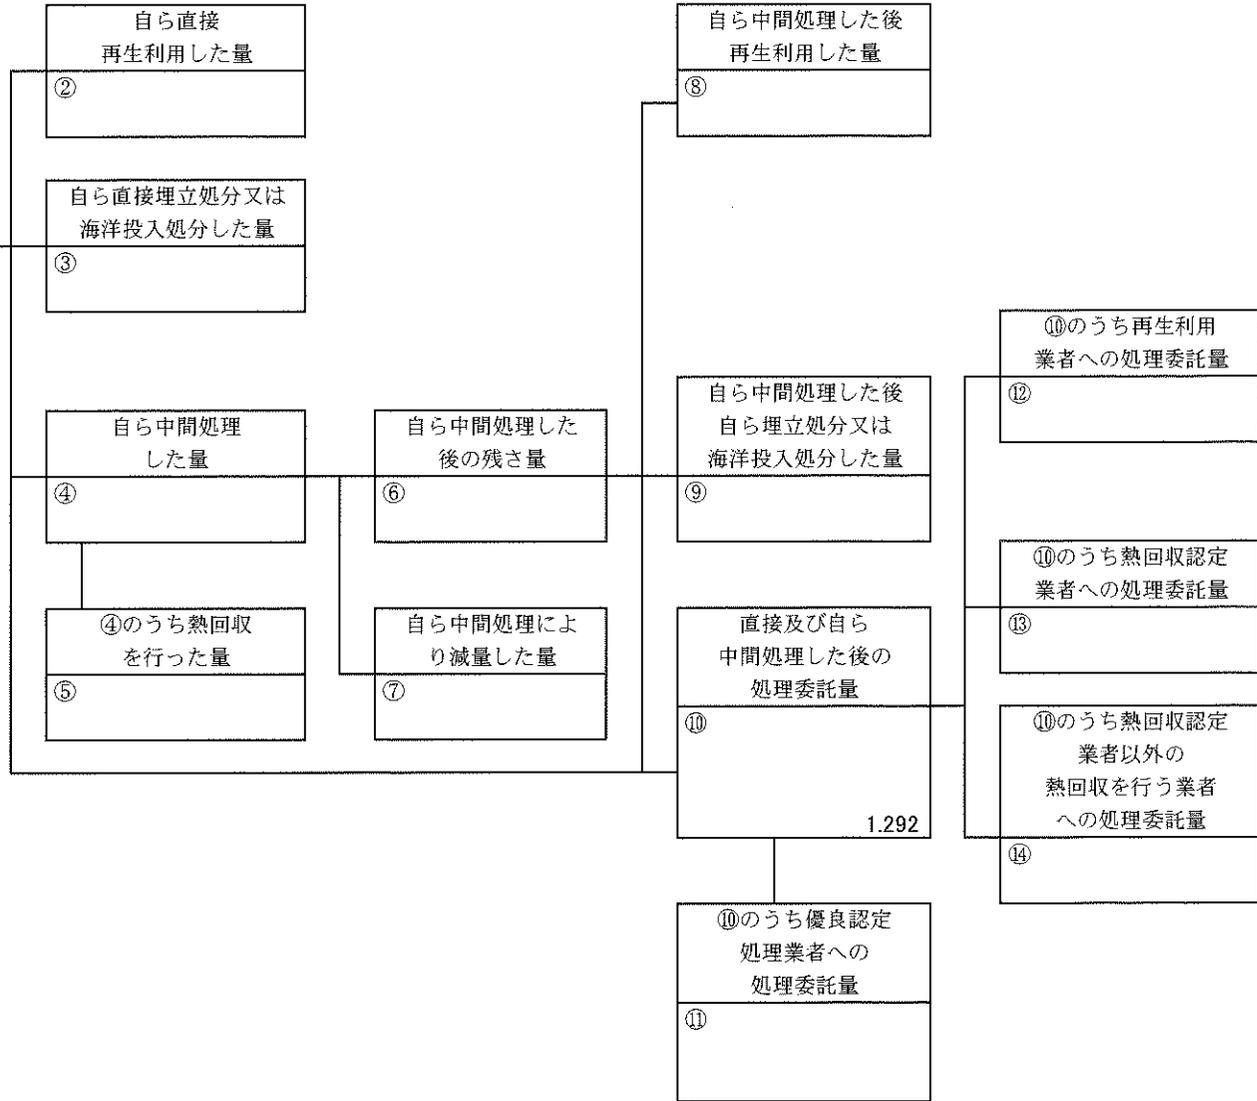 自ら直接
再生利用した量
②
自ら中間処理した後
再生利用した量
⑧
自ら直接埋立処分又は
海洋投入処分した量
③
⑩のうち再生利用
業者への処理委託量
⑫
自ら中間処理
した量
④
自ら中間処理した
後の残さ量
⑥
自ら中間処理した後
自ら埋立処分又は
海洋投入処分した量
⑨
⑩のうち熱回収認定
業者への処理委託量
⑬
④のうち熱回収
を行った量
⑤
自ら中間処理によ
り減量した量
⑦
直接及び自ら
中間処理した後の
処理委託量
⑩
1.292
⑩のうち熱回収認定
業者以外の
熱回収を行う業者
への処理委託量
⑭
⑩のうち優良認定
処理業者への
処理委託量
⑪